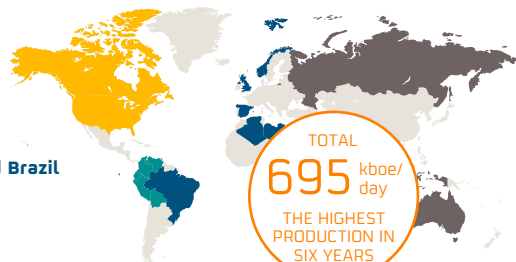 Brazil
TOTAL
695 kboe/
day
THE HIGHEST
PRODUCTION IN
SIX YEARS